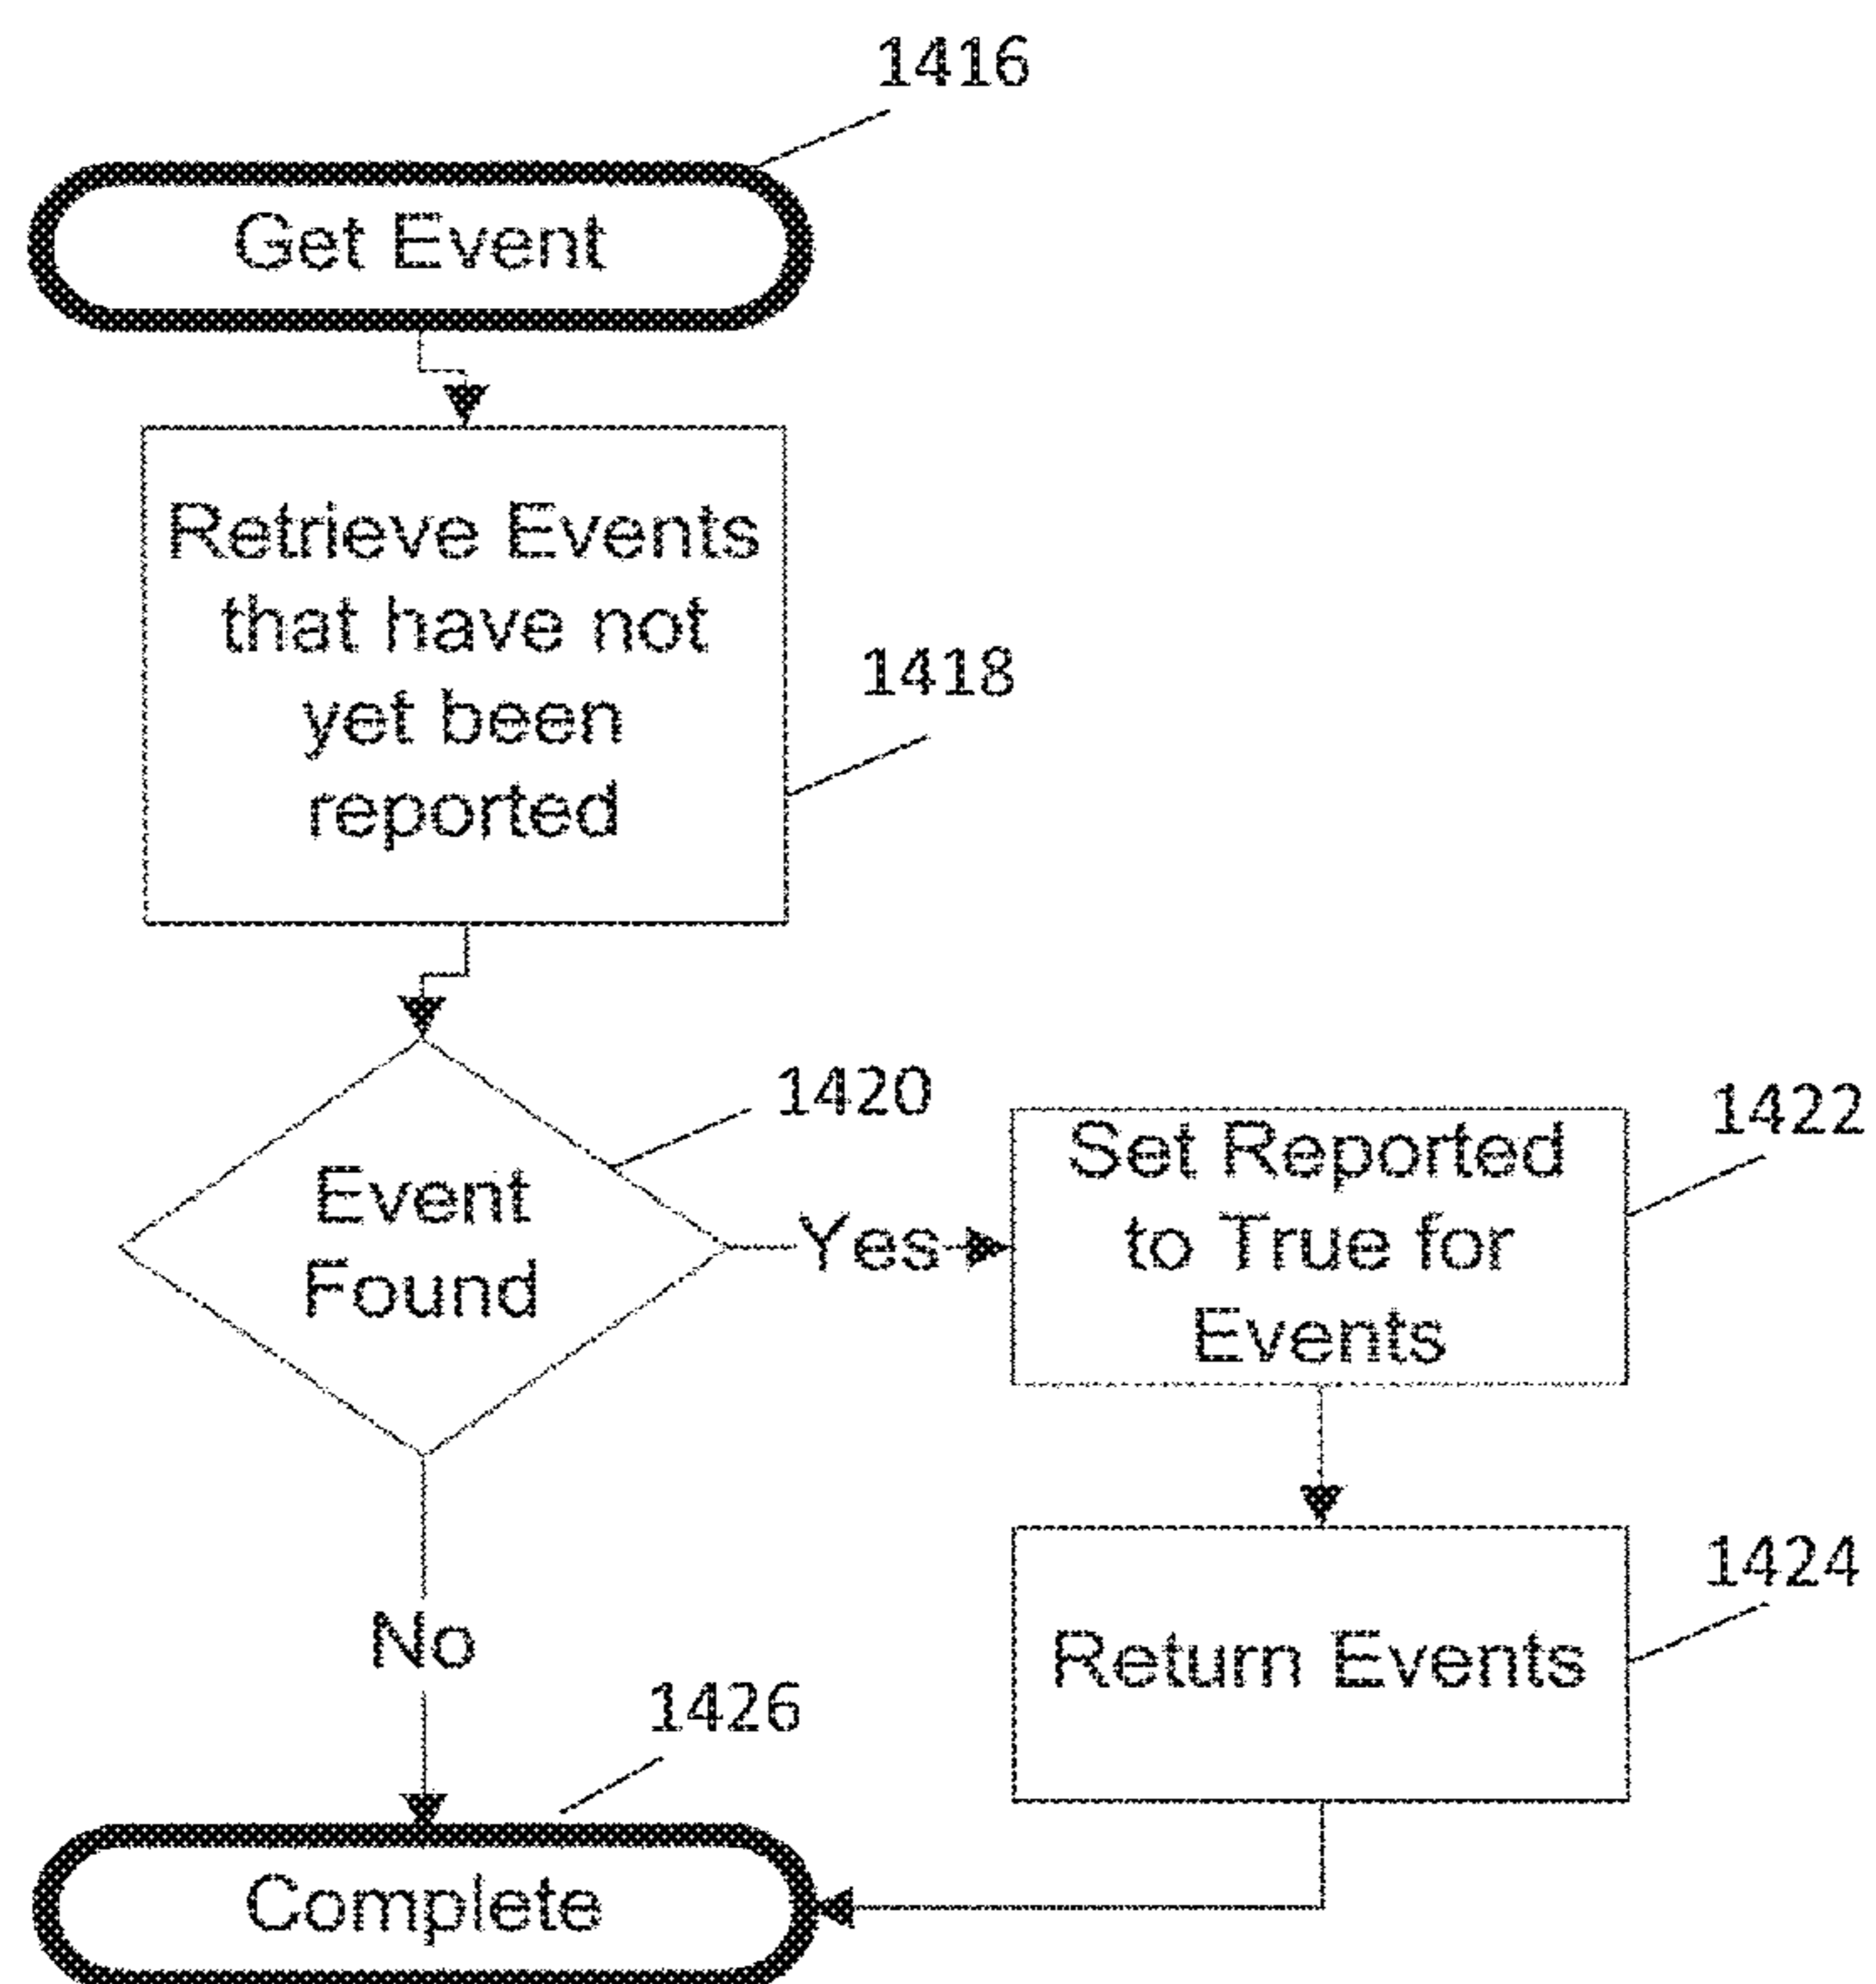 1416
Get Event
Retrieve Events
that have not
yet been
reported
1418
1420
Event
Found
Yes
1422
Set Reported
to True for
Events
No
1424
Return Events
1426
Complete